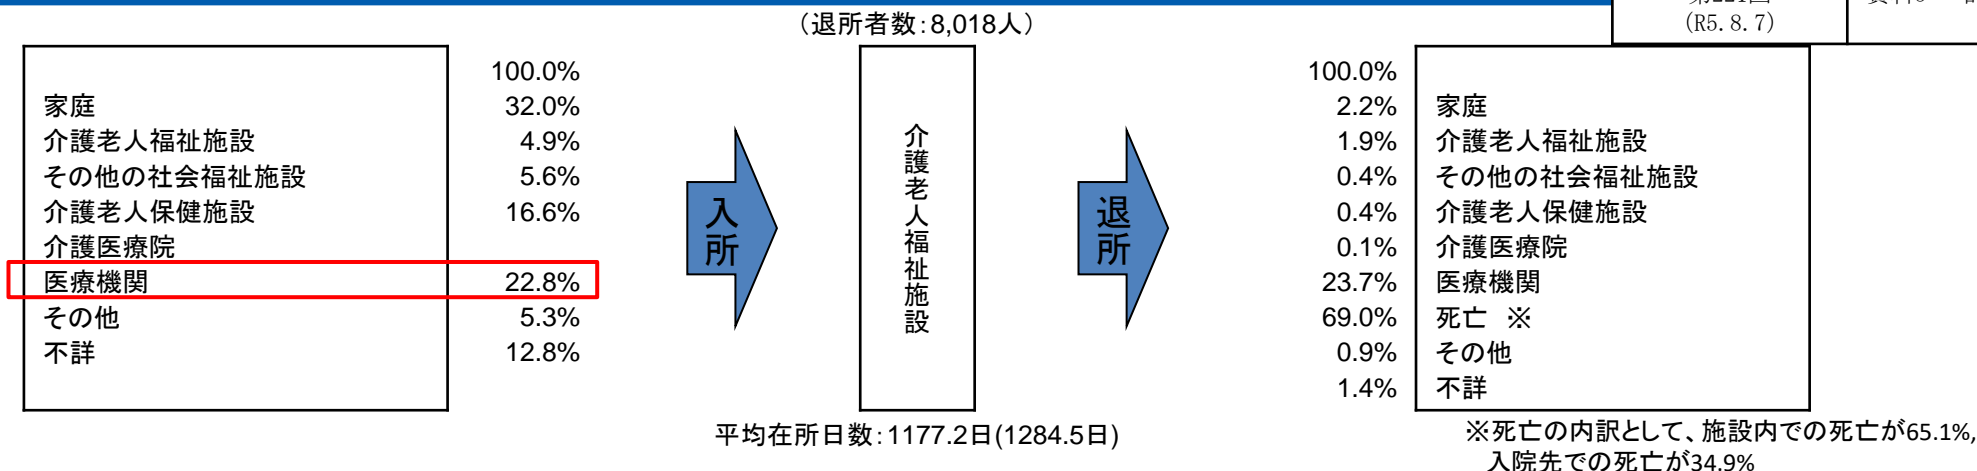 (R5.8.7)
（退所者数：8,018人）
100.0%
家庭 32.0%
介護老人福祉施設 4.9%
その他の社会福祉施設 5.6%
介護老人保健施設 16.6%
介護医療院
医療機関 22.8%
その他 5.3%
不詳 12.8%
入所
介護老人福祉施設
退所
100.0%
2.2% 家庭
1.9% 介護老人福祉施設
0.4% その他の社会福祉施設
0.4% 介護老人保健施設
0.1% 介護医療院
23.7% 医療機関
69.0% 死亡 ※
0.9% その他
1.4% 不詳
平均在所日数：1177.2日(1284.5日)
※死亡の内訳として、施設内での死亡が65.1%,
入院先での死亡が34.9%